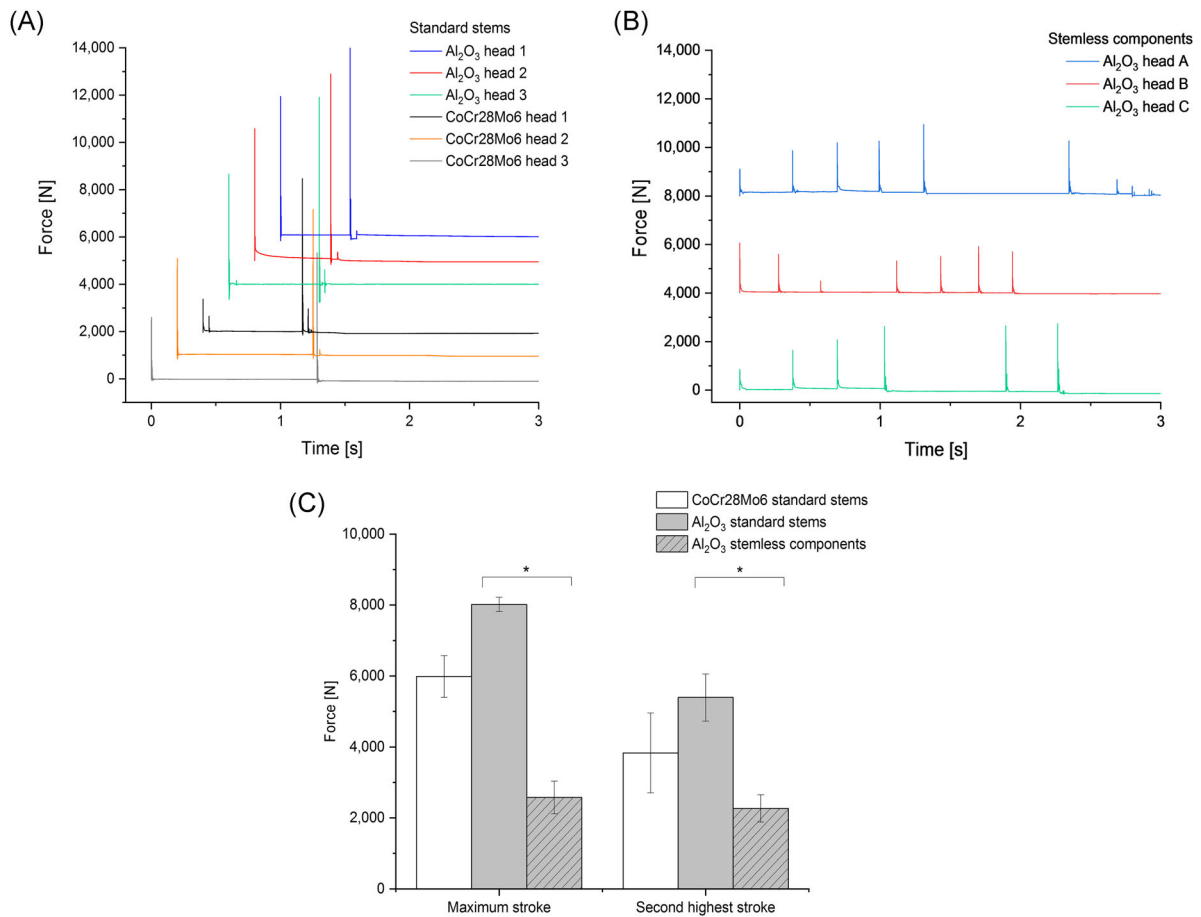 (A)
Standard stems
Al₂O₃ head 1
Al₂O₃ head 2
Al₂O₃ head 3
CoCr28Mo6 head 1
CoCr28Mo6 head 2
CoCr28Mo6 head 3
14,000
12,000
10,000
8,000
6,000
4,000
2,000
0
Force [N]
0 1 2 3
Time [s]
(B)
Stemless components
Al₂O₃ head A
Al₂O₃ head B
Al₂O₃ head C
14,000
12,000
10,000
8,000
6,000
4,000
2,000
0
Force [N]
0 1 2 3
Time [s]
(C)
CoCr28Mo6 standard stems
Al₂O₃ standard stems
Al₂O₃ stemless components
10,000
8,000
6,000
4,000
2,000
0
Force [N]
* *
Maximum stroke Second highest stroke